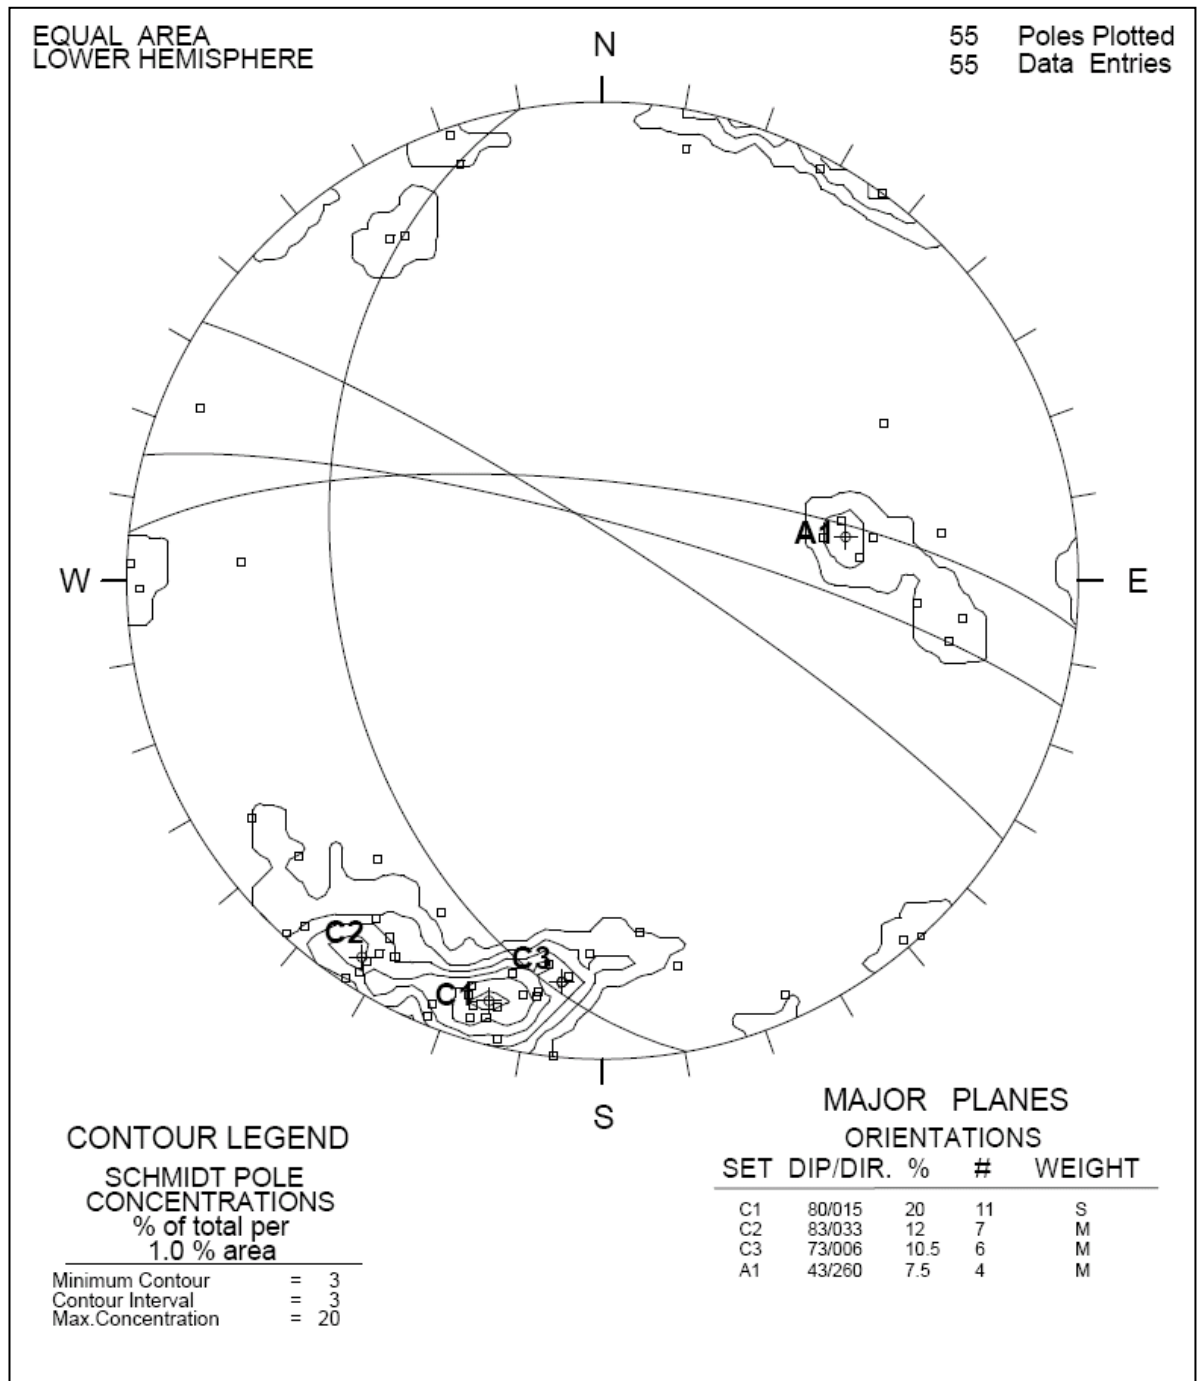 EQUAL AREA
LOWER HEMISPHERE
55 Poles Plotted
55 Data Entries
N
W
E
A1
C2
C3
C1
S
CONTOUR LEGEND
SCHMIDT POLE
CONCENTRATIONS
% of total per
1.0 % area
Minimum Contour = 3
Contour Interval = 3
Max.Concentration = 20
MAJOR PLANES
ORIENTATIONS
SET DIP/DIR. % # WEIGHT
C1 80/015 20 11 S
C2 83/033 12 7 M
C3 73/006 10.5 6 M
A1 43/260 7.5 4 M